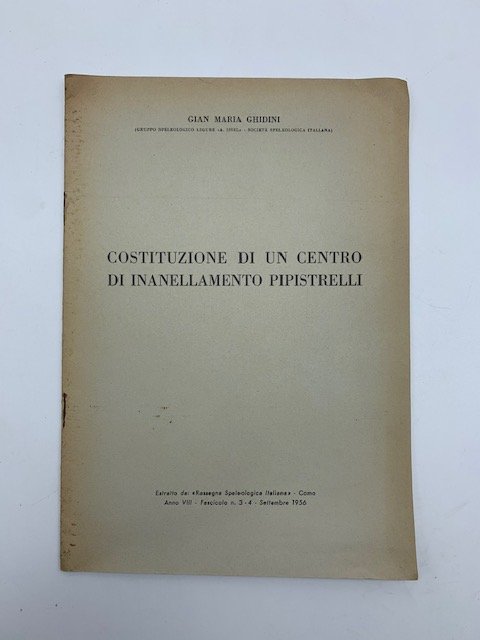 GIAN MARIA GHIDINI
(GRUPPO SPELEOLOGICO LIGURE «A. ISSEL» - SOCIETÀ SPELEOLOGICA ITALIANA)
COSTITUZIONE DI UN CENTRO
DI INANELLAMENTO PIPISTRELLI
Estratto da: «Rassegna Speleologica Italiana» - Como
Anno VIII - Fascicolo n. 3 - 4 - Settembre 1956